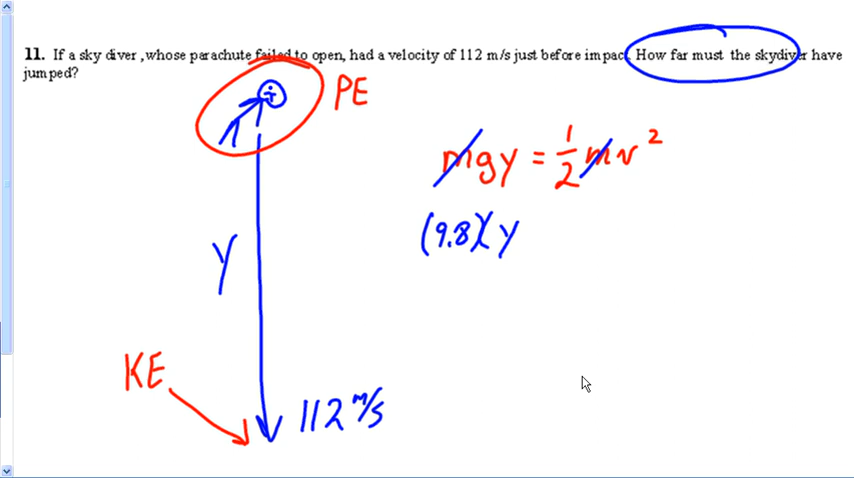 11. If a sky diver ,whose parachute failed to open, had a velocity of 112 m/s just before impact. How far must the skydiver have
jumped?
PE
mgy = 1/2 mv²
(9.8)(y
y
KE
112 m/s